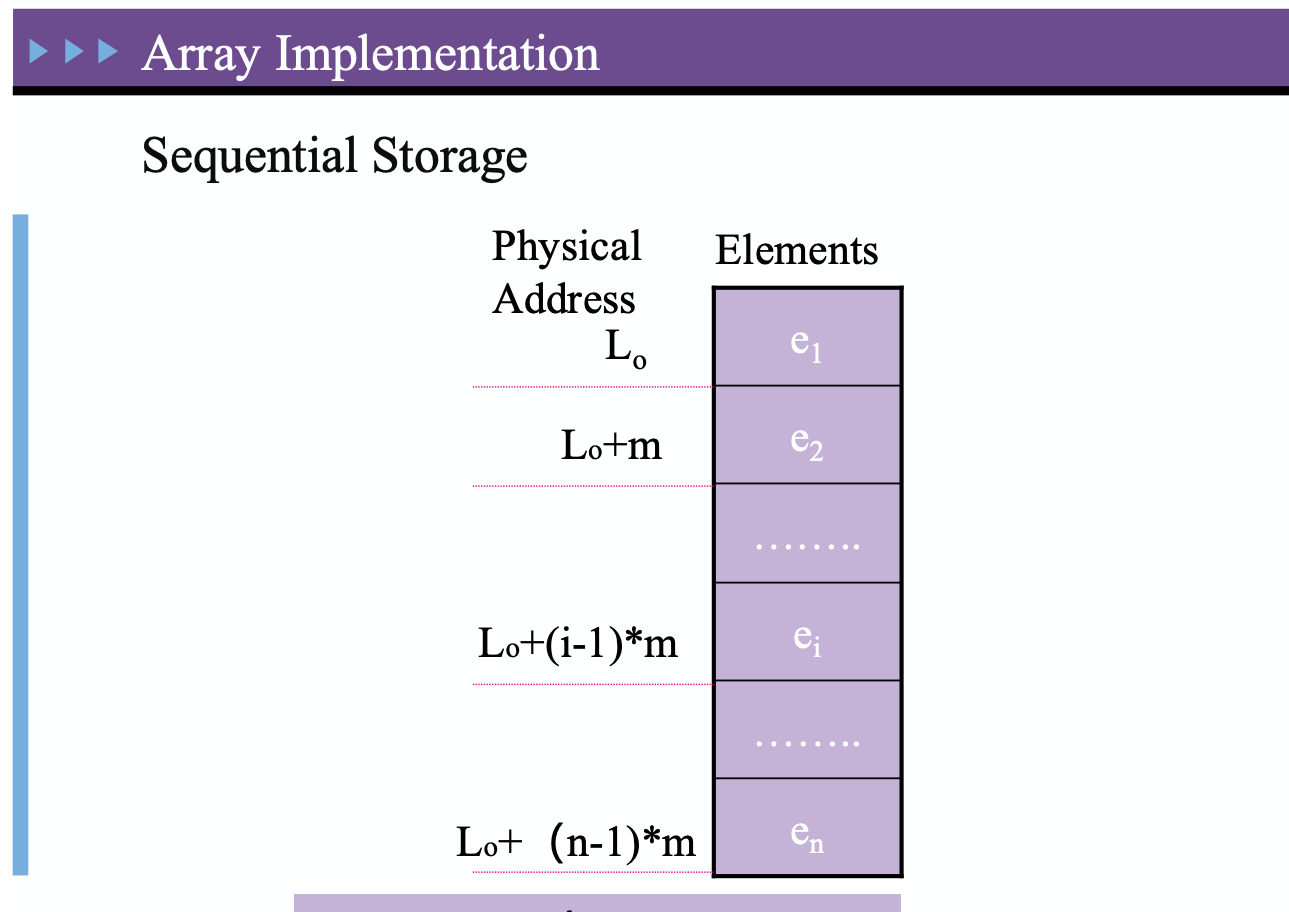 Array Implementation
Sequential Storage
Physical
Address
Elements
Lo
e1
Lo+m
e2
........
Lo+(i-1)*m
ei
........
Lo+ (n-1)*m
en